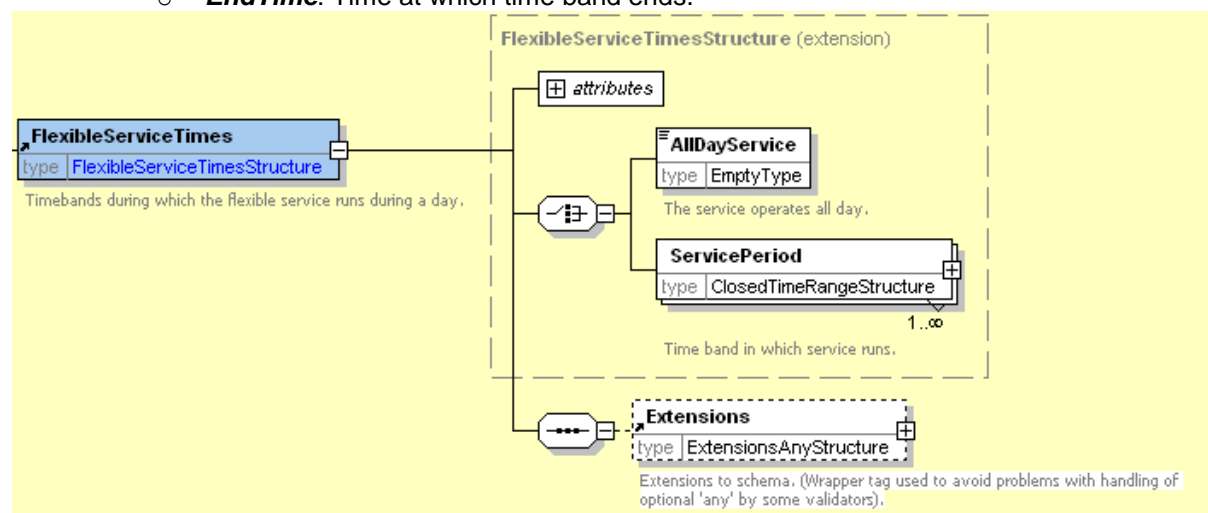 o EndTime. Time at which time band ends.
FlexibleServiceTimesStructure (extension)
attributes
FlexibleServiceTimes
type FlexibleServiceTimesStructure
Timebands during which the flexible service runs during a day.
AllDayService
type EmptyType
The service operates all day.
ServicePeriod
type ClosedTimeRangeStructure
1..∞
Time band in which service runs.
Extensions
type ExtensionsAnyStructure
Extensions to schema. (Wrapper tag used to avoid problems with handling of
optional 'any' by some validators).